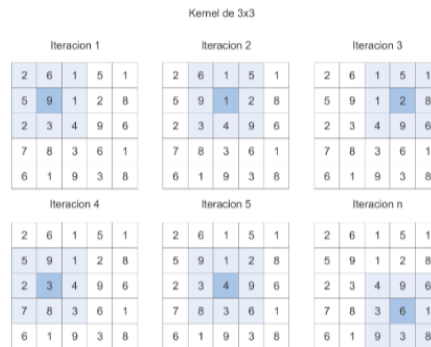 Kernel de 3x3
Iteracion 1 Iteracion 2 Iteracion 3
2 6 1 5 1 2 6 1 5 1 2 6 1 5 1
5 9 1 2 8 5 9 1 2 8 5 9 1 2 8
2 3 4 9 6 2 3 4 9 6 2 3 4 9 6
7 8 3 6 1 7 8 3 6 1 7 8 3 6 1
6 1 9 3 8 6 1 9 3 8 6 1 9 3 8
Iteracion 4 Iteracion 5 Iteracion n
2 6 1 5 1 2 6 1 5 1 2 6 1 5 1
5 9 1 2 8 5 9 1 2 8 5 9 1 2 8
2 3 4 9 6 2 3 4 9 6 2 3 4 9 6
7 8 3 6 1 7 8 3 6 1 7 8 3 6 1
6 1 9 3 8 6 1 9 3 8 6 1 9 3 8